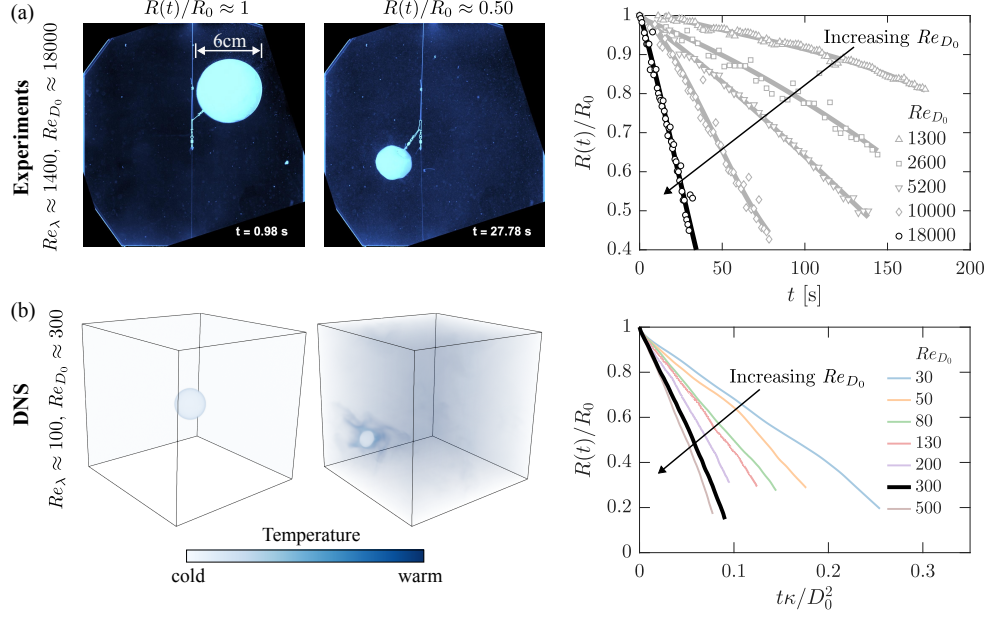 (a)
R(t)/R₀ ≈ 1
R(t)/R₀ ≈ 0.50
Experiments
Re_λ ≈ 1400, Re_{D₀} ≈ 18000
6cm
t = 0.98 s
t = 27.78 s
R(t)/R₀
1
0.9
0.8
0.7
0.6
0.5
0.4
Increasing Re_{D₀}
Re_{D₀}
1300
2600
5200
10000
18000
0 50 100 150 200
t [s]
(b)
DNS
Re_λ ≈ 100, Re_{D₀} ≈ 300
Temperature
cold warm
R(t)/R₀
1
0.8
0.6
0.4
0.2
0
Increasing Re_{D₀}
Re_{D₀}
30
50
80
130
200
300
500
0 0.1 0.2 0.3
tκ/D₀²